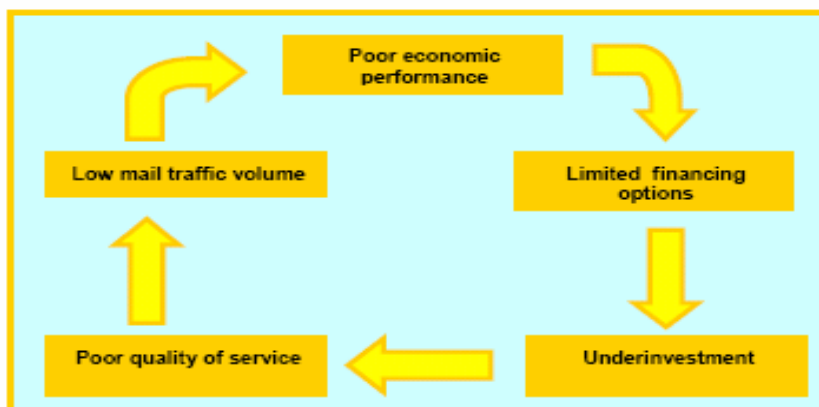 Poor economic
performance
Low mail traffic volume
Limited financing
options
Poor quality of service
Underinvestment